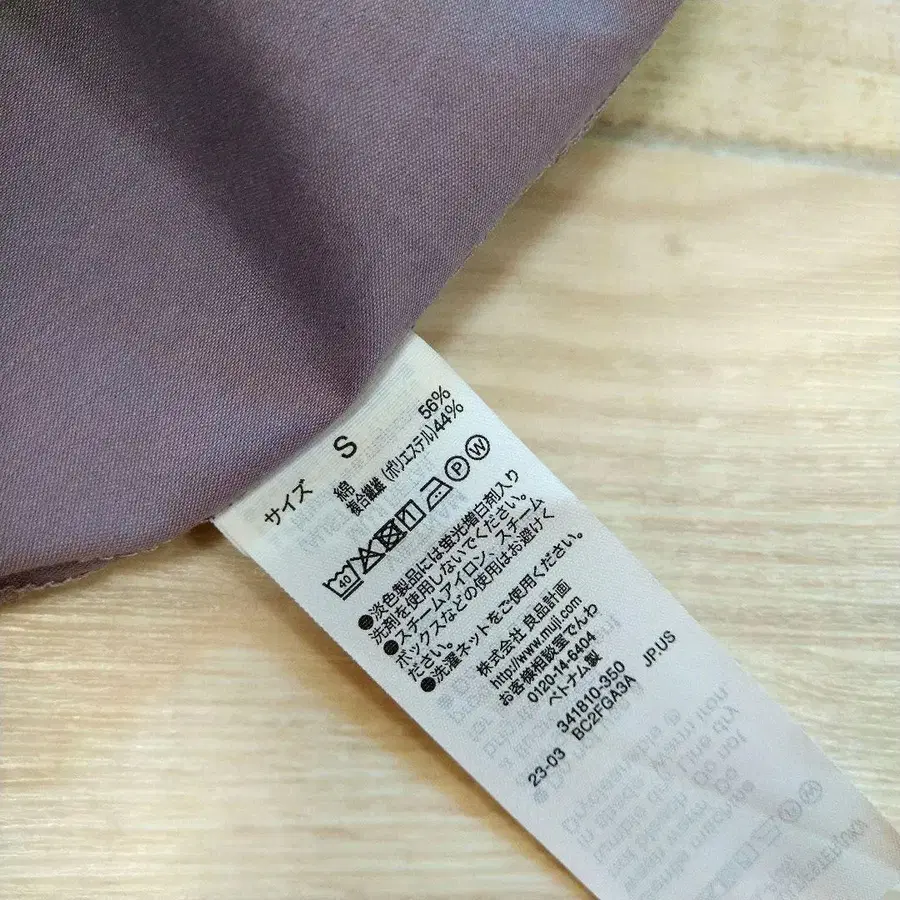 サイズ S
綿 56%
複合繊維(ポリエステル)44%
40 P W
●淡色製品には蛍光増白剤入り
洗剤を使用しないでください。
●スチームアイロン、スチーム
ボックスなどの使用はお避けく
ださい。
●洗濯ネットをご使用ください。
株式会社 良品計画
http://www.muji.com
お客様相談室でんわ
0120-14-6404
ベトナム製
341810-350
23-03 BC2FGA3A JP.US